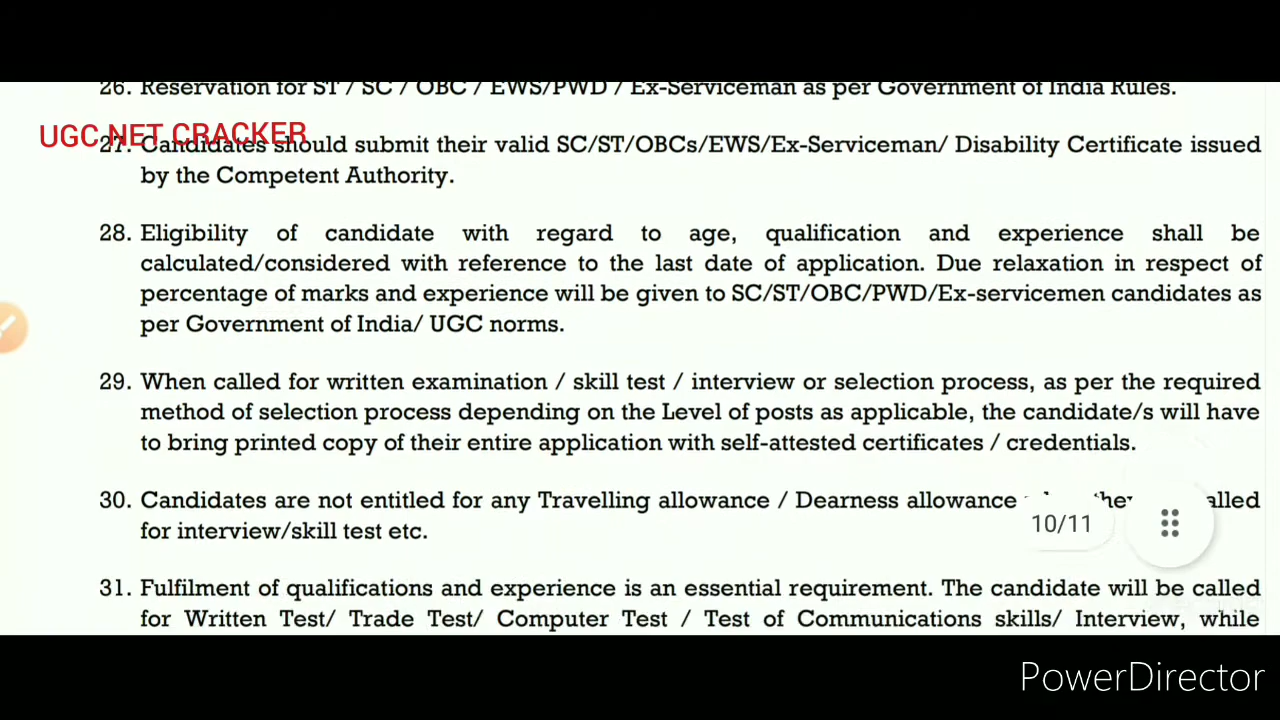 26. Reservation for ST / SC / OBC / EWS/PWD / Ex-Serviceman as per Government of India Rules.
UGC NET CRACKER
27. Candidates should submit their valid SC/ST/OBCs/EWS/Ex-Serviceman/ Disability Certificate issued
by the Competent Authority.
28. Eligibility of candidate with regard to age, qualification and experience shall be
calculated/considered with reference to the last date of application. Due relaxation in respect of
percentage of marks and experience will be given to SC/ST/OBC/PWD/Ex-servicemen candidates as
per Government of India/ UGC norms.
29. When called for written examination / skill test / interview or selection process, as per the required
method of selection process depending on the Level of posts as applicable, the candidate/s will have
to bring printed copy of their entire application with self-attested certificates / credentials.
30. Candidates are not entitled for any Travelling allowance / Dearness allowance
10/11
for interview/skill test etc.
31. Fulfilment of qualifications and experience is an essential requirement. The candidate will be called
for Written Test/ Trade Test/ Computer Test / Test of Communications skills/ Interview, while
PowerDirector